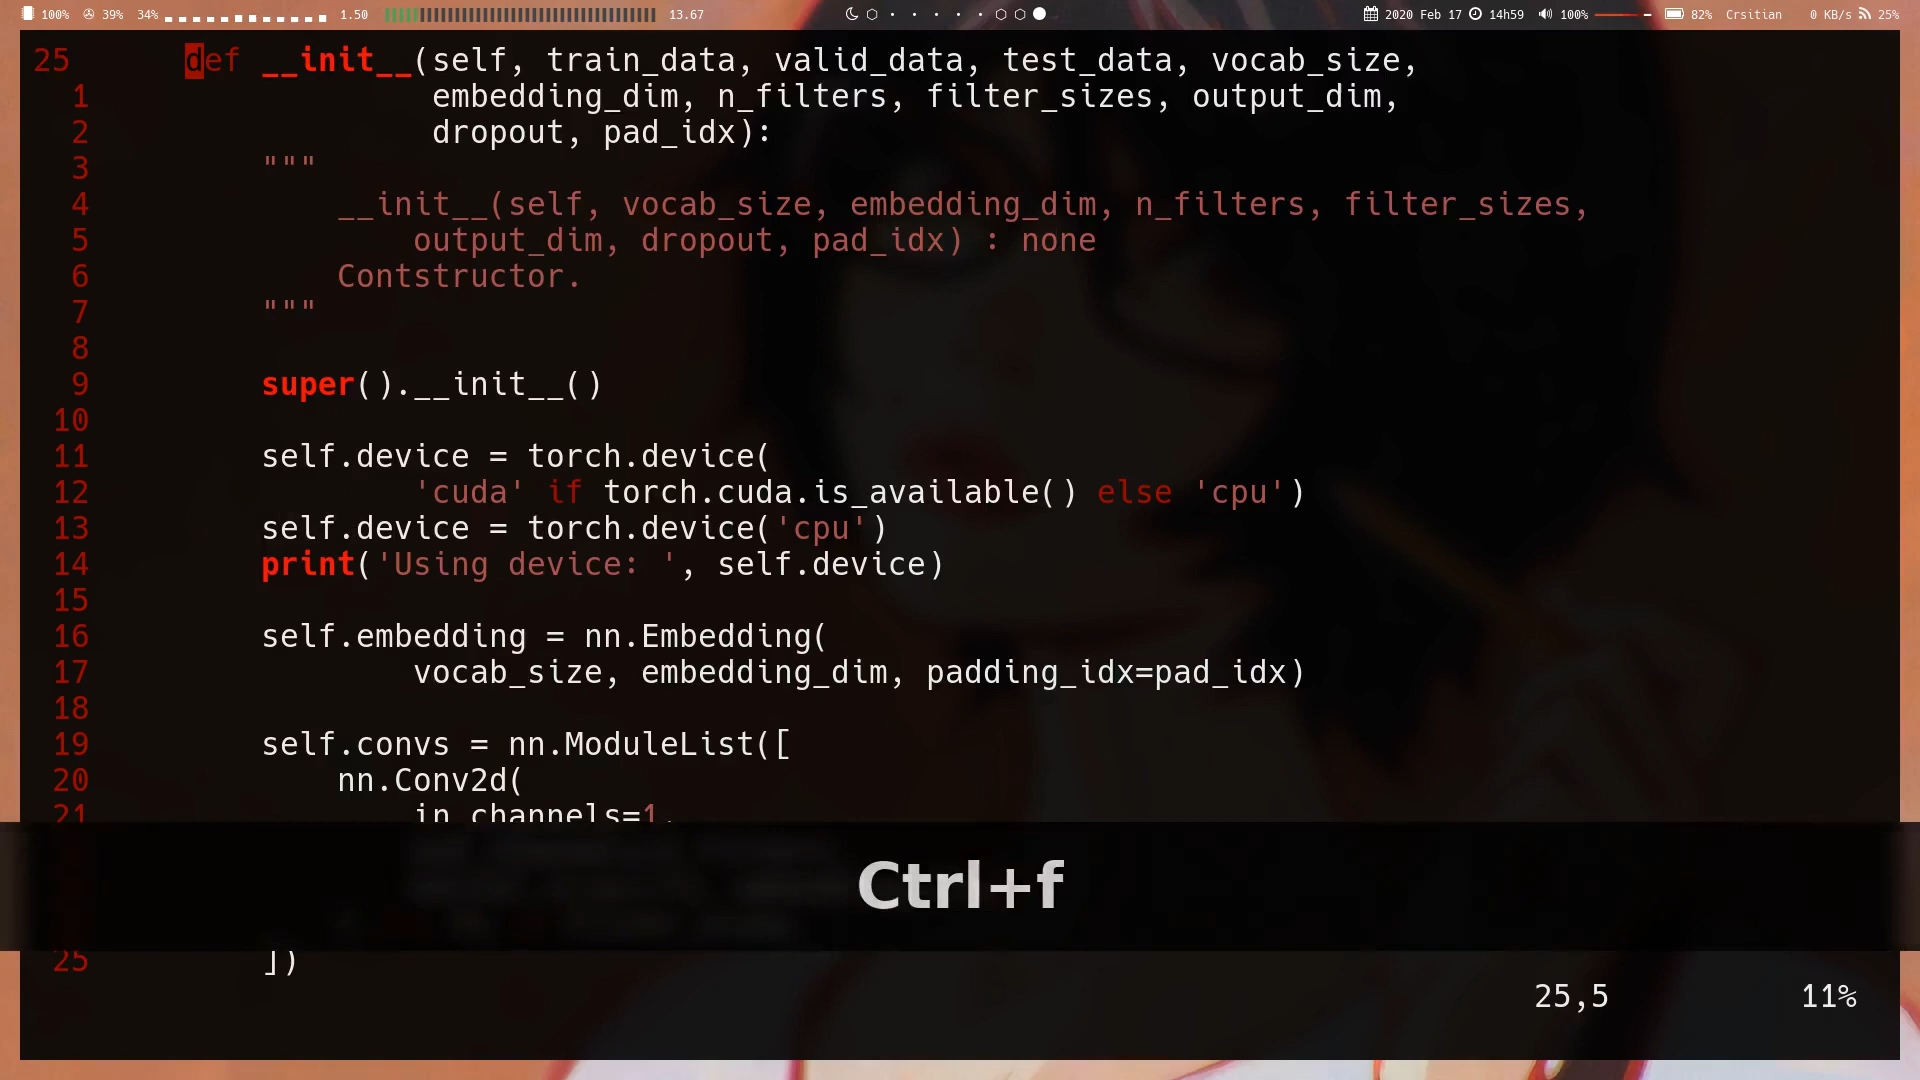 100% 39% 34% 1.50 13.67 2020 Feb 17 14h59 100% 82% Crsitian 0 KB/s 25%
25 def __init__(self, train_data, valid_data, test_data, vocab_size,
1 embedding_dim, n_filters, filter_sizes, output_dim,
2 dropout, pad_idx):
3 """
4 __init__(self, vocab_size, embedding_dim, n_filters, filter_sizes,
5 output_dim, dropout, pad_idx) : none
6 Contstructor.
7 """
8
9 super().__init__()
10
11 self.device = torch.device(
12 'cuda' if torch.cuda.is_available() else 'cpu')
13 self.device = torch.device('cpu')
14 print('Using device: ', self.device)
15
16 self.embedding = nn.Embedding(
17 vocab_size, embedding_dim, padding_idx=pad_idx)
18
19 self.convs = nn.ModuleList([
20 nn.Conv2d(
21 in_channels=1,
Ctrl+f
25 ])
25,5 11%